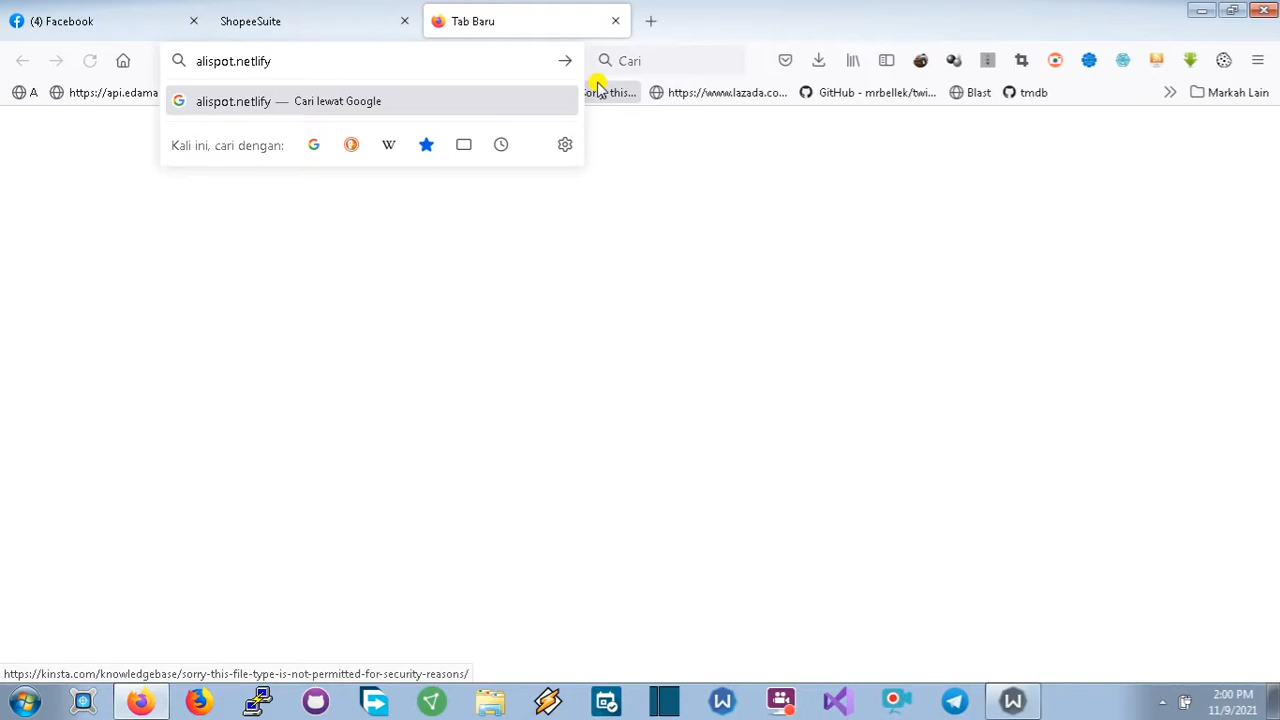 (4) Facebook
ShopeeSuite
Tab Baru
alispot.netlify
Cari
A
https://api.edama
this...
https://www.lazada.co...
GitHub - mrbellek/twi...
Blast
tmdb
Markah Lain
alispot.netlify — Cari lewat Google
Kali ini, cari dengan:
https://kinsta.com/knowledgebase/sorry-this-file-type-is-not-permitted-for-security-reasons/
2:00 PM
11/9/2021